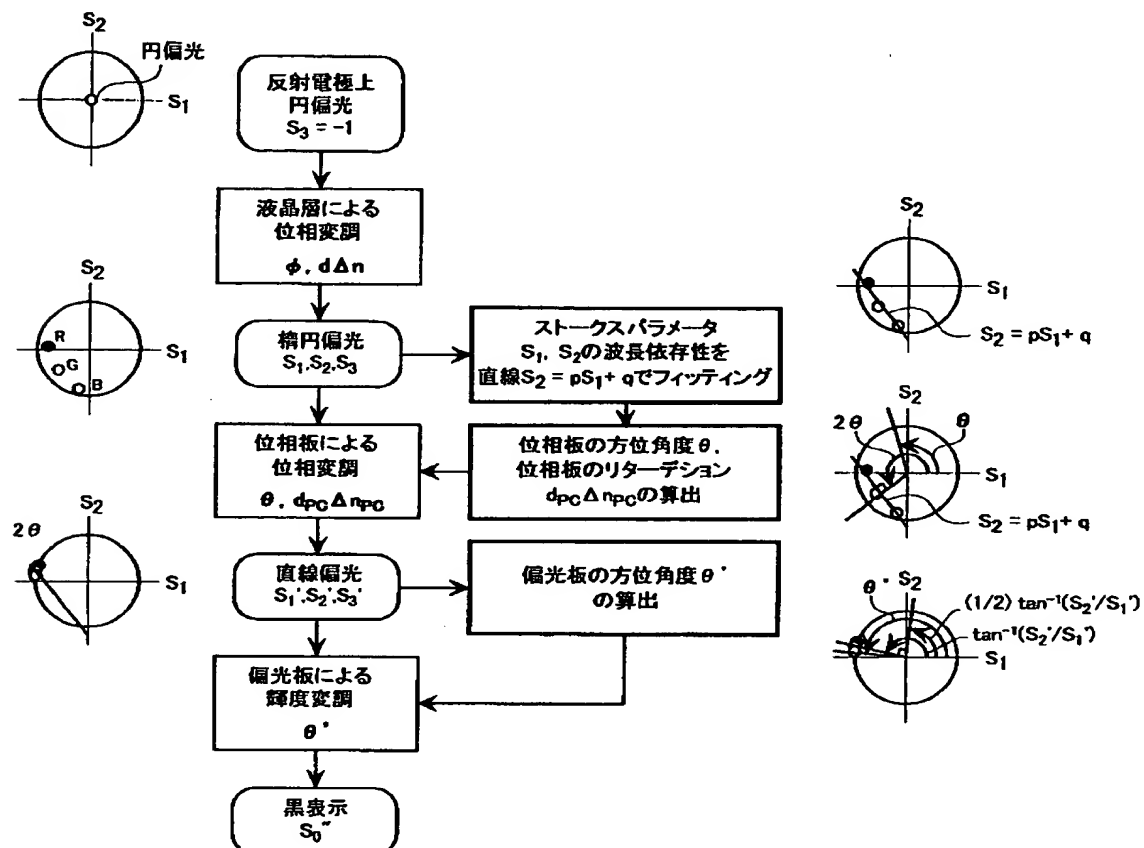 S2
円偏光
S1
反射電極上
円偏光
S3 = -1
液晶層による
位相変調
φ, dΔn
S2
R
G
B
S1
楕円偏光
S1,S2,S3
ストークスパラメータ
S1, S2の波長依存性を
直線S2 = pS1+ qでフィッティング
S2
S1
S2 = pS1+ q
位相板による
位相変調
θ, dPCΔnPC
位相板の方位角度θ,
位相板のリターデション
dPCΔnPCの算出
S2
2θ
θ
S1
S2 = pS1+ q
S2
2θ
S1
直線偏光
S1',S2',S3'
偏光板の方位角度θ"
の算出
S2
θ"
(1/2) tan-1(S2'/S1')
tan-1(S2'/S1')
S1
偏光板による
輝度変調
θ"
黒表示
S0"